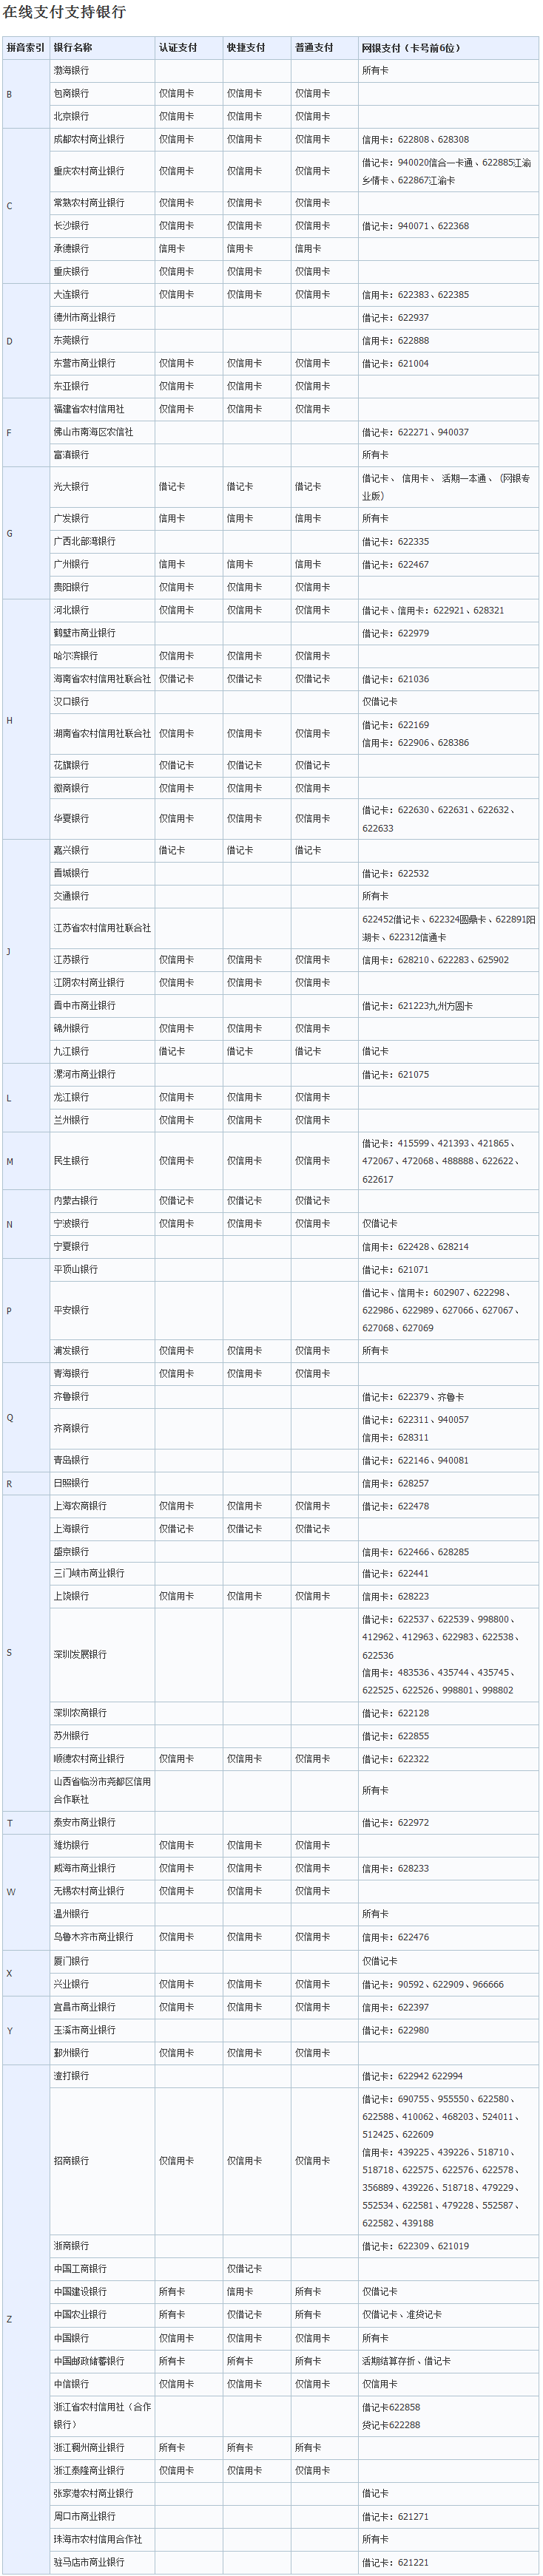 在线支付支持银行
拼音索引 银行名称 认证支付 快捷支付 普通支付 网银支付（卡号前6位）
B
渤海银行 所有卡
包商银行 仅信用卡 仅信用卡 仅信用卡
北京银行 仅信用卡 仅信用卡 仅信用卡
C
成都农村商业银行 仅信用卡 仅信用卡 仅信用卡 信用卡：622808、628308
重庆农村商业银行 仅信用卡 仅信用卡 仅信用卡 借记卡：940020信合一卡通、622885江渝
乡情卡、622867江渝卡
常熟农村商业银行 仅信用卡 仅信用卡 仅信用卡
长沙银行 仅信用卡 仅信用卡 仅信用卡 借记卡：940071、622368
承德银行 信用卡 信用卡 信用卡
重庆银行 仅信用卡 仅信用卡 仅信用卡
D
大连银行 仅信用卡 仅信用卡 仅信用卡 信用卡：622383、622385
德州市商业银行 借记卡：622937
东莞银行 信用卡：622888
东营市商业银行 仅信用卡 仅信用卡 仅信用卡 借记卡：621004
东亚银行 仅信用卡 仅信用卡 仅信用卡
F
福建省农村信用社 仅信用卡 仅信用卡 仅信用卡
佛山市南海区农信社 借记卡：622271、940037
富滇银行 所有卡
G
光大银行 借记卡 借记卡 借记卡 借记卡、 信用卡、 活期一本通、（网银专
业版）
广发银行 信用卡 信用卡 信用卡 所有卡
广西北部湾银行 借记卡：622335
广州银行 信用卡 信用卡 信用卡 借记卡：622467
贵阳银行 仅信用卡 仅信用卡 仅信用卡
H
河北银行 仅信用卡 仅信用卡 仅信用卡 借记卡、信用卡：622921、628321
鹤壁市商业银行 借记卡：622979
哈尔滨银行 仅信用卡 仅信用卡 仅信用卡
海南省农村信用社联合社 仅借记卡 仅借记卡 仅借记卡 借记卡：621036
汉口银行 仅借记卡
湖南省农村信用社联合社 仅信用卡 仅信用卡 仅信用卡 借记卡：622169
信用卡：622906、628386
花旗银行 仅借记卡 仅借记卡 仅借记卡
徽商银行 仅信用卡 仅信用卡 仅信用卡
华夏银行 仅信用卡 仅信用卡 仅信用卡 借记卡：622630、622631、622632、
622633
J
嘉兴银行 借记卡 借记卡 借记卡
晋城银行 借记卡：622532
交通银行 所有卡
江苏省农村信用社联合社 622452借记卡、622324圆鼎卡、622891阳
湖卡、622312信通卡
江苏银行 仅信用卡 仅信用卡 仅信用卡 信用卡：628210、622283、625902
江阴农村商业银行 仅信用卡 仅信用卡 仅信用卡
晋中市商业银行 借记卡：621223九州方圆卡
锦州银行 仅信用卡 仅信用卡 仅信用卡
九江银行 借记卡 借记卡 借记卡 借记卡
L
漯河市商业银行 借记卡：621075
龙江银行 仅信用卡 仅信用卡 仅信用卡
兰州银行 仅信用卡 仅信用卡 仅信用卡
M
民生银行 仅信用卡 仅信用卡 仅信用卡 借记卡：415599、421393、421865、
472067、472068、488888、622622、
622617
N
内蒙古银行 仅借记卡 仅借记卡 仅借记卡
宁波银行 仅信用卡 仅信用卡 仅信用卡 仅借记卡
宁夏银行 信用卡：622428、628214
P
平顶山银行 借记卡：621071
平安银行 借记卡、信用卡：602907、622298、
622986、622989、627066、627067、
627068、627069
浦发银行 仅信用卡 仅信用卡 仅信用卡 所有卡
Q
青海银行 仅信用卡 仅信用卡 仅信用卡
齐鲁银行 借记卡：622379、齐鲁卡
齐商银行 借记卡：622311、940057
信用卡：628311
青岛银行 借记卡：622146、940081
R
日照银行 信用卡：628257
S
上海农商银行 仅信用卡 仅信用卡 仅信用卡 借记卡：622478
上海银行 仅借记卡 仅借记卡 仅借记卡
盛京银行 信用卡：622466、628285
三门峡市商业银行 借记卡：622441
上饶银行 仅信用卡 仅信用卡 仅信用卡 信用卡：628223
深圳发展银行 借记卡：622537、622539、998800、
412962、412963、622983、622538、
622536
信用卡：483536、435744、435745、
622525、622526、998801、998802
深圳农商银行 借记卡：622128
苏州银行 借记卡：622855
顺德农村商业银行 仅信用卡 仅信用卡 仅信用卡 借记卡：622322
山西省临汾市尧都区信用
合作联社 所有卡
T
泰安市商业银行 借记卡：622972
W
潍坊银行 仅信用卡 仅信用卡 仅信用卡
威海市商业银行 仅信用卡 仅信用卡 仅信用卡 信用卡：628233
无锡农村商业银行 仅信用卡 仅信用卡 仅信用卡
温州银行 所有卡
乌鲁木齐市商业银行 仅信用卡 仅信用卡 仅信用卡 信用卡：622476
X
厦门银行 仅借记卡
兴业银行 仅信用卡 仅信用卡 仅信用卡 借记卡：90592、622909、966666
Y
宜昌市商业银行 仅信用卡 仅信用卡 仅信用卡 信用卡：622397
玉溪市商业银行 借记卡：622980
鄞州银行 仅信用卡 仅信用卡 仅信用卡
Z
渣打银行 借记卡：622942 622994
招商银行 仅信用卡 仅信用卡 仅信用卡 借记卡：690755、955550、622580、
622588、410062、468203、524011、
512425、622609
信用卡：439225、439226、518710、
518718、622575、622576、622578、
356889、439226、518718、479229、
552534、622581、479228、552587、
622582、439188
浙商银行 借记卡：622309、621019
中国工商银行 仅借记卡
中国建设银行 所有卡 信用卡 所有卡 仅借记卡
中国农业银行 所有卡 仅借记卡 所有卡 仅借记卡、准贷记卡
中国银行 仅信用卡 仅信用卡 仅信用卡 所有卡
中国邮政储蓄银行 所有卡 所有卡 所有卡 活期结算存折、借记卡
中信银行 仅信用卡 仅信用卡 仅信用卡 仅信用卡
浙江省农村信用社（合作
银行） 借记卡622858
贷记卡622288
浙江稠州商业银行 所有卡 所有卡 所有卡
浙江泰隆商业银行 仅信用卡 仅信用卡 仅信用卡
张家港农村商业银行 借记卡
周口市商业银行 借记卡：621271
珠海市农村信用合作社 所有卡
驻马店市商业银行 借记卡：621221